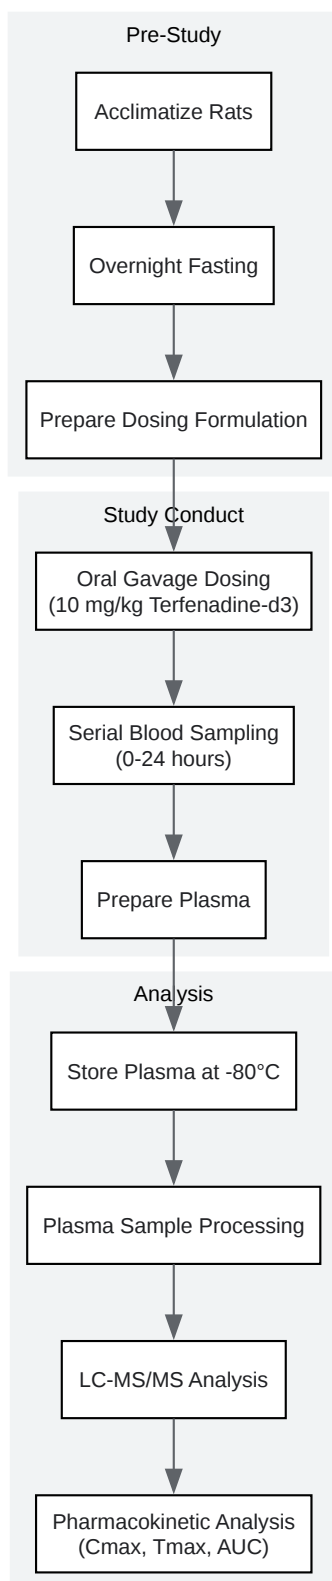 Pre-Study
Acclimatize Rats
Overnight Fasting
Prepare Dosing Formulation
Study Conduct
Oral Gavage Dosing
(10 mg/kg Terfenadine-d3)
Serial Blood Sampling
(0-24 hours)
Prepare Plasma
Analysis
Store Plasma at -80°C
Plasma Sample Processing
LC-MS/MS Analysis
Pharmacokinetic Analysis
(Cmax, Tmax, AUC)